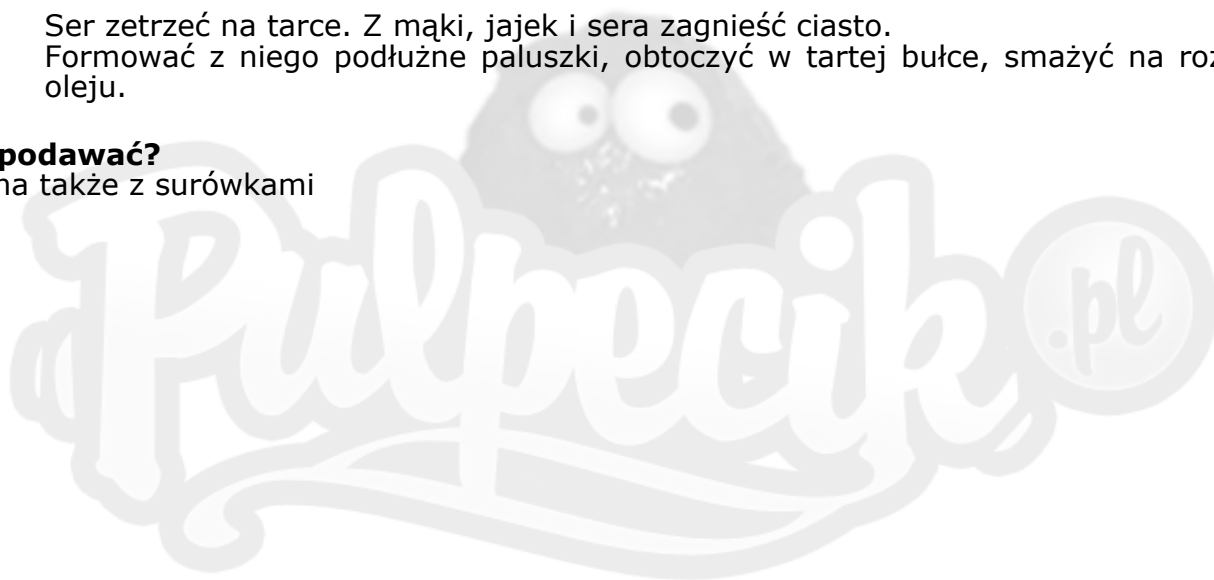 Ser zetrzeć na tarce. Z mąki, jajek i sera zagnieść ciasto.
Formować z niego podłużne paluszki, obtoczyć w tartej bułce, smażyć na
oleju.
podawać?
także z surówkami
Pulpecik.pl